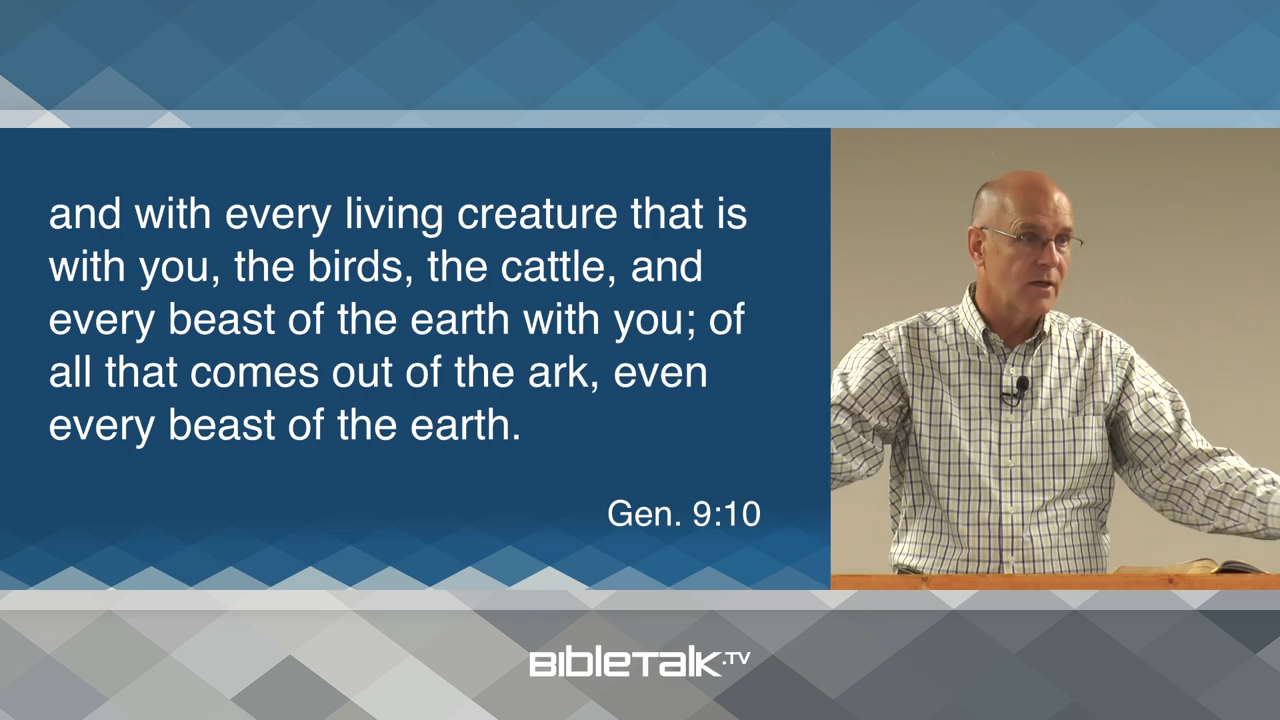 and with every living creature that is
with you, the birds, the cattle, and
every beast of the earth with you; of
all that comes out of the ark, even
every beast of the earth.
Gen. 9:10
BIBLETALK.TV